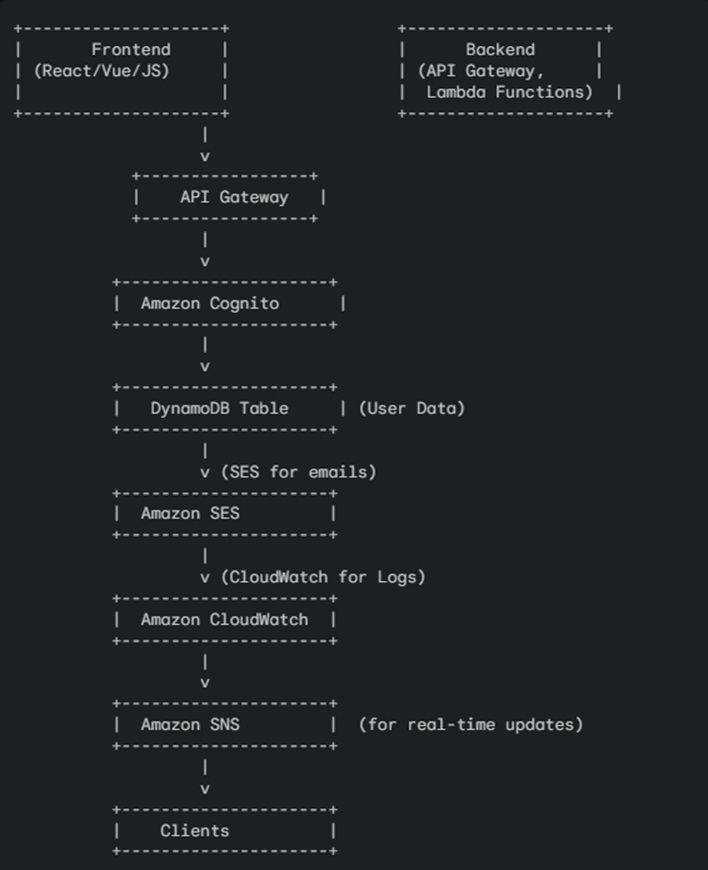 +---------------------+                 +---------------------+
|       Frontend     |                 |      Backend      |
| (React/Vue/JS)     |                 | (API Gateway,     |
|                    |                 |  Lambda Functions)  |
+---------------------+                 +---------------------+
|
v
+-----------------+
|    API Gateway   |
+-----------------+
|
v
+---------------------+
|  Amazon Cognito      |
+---------------------+
|
v
+---------------------+
|   DynamoDB Table     | (User Data)
+---------------------+
|
v (SES for emails)
+---------------------+
|  Amazon SES         |
+---------------------+
|
v (CloudWatch for Logs)
+---------------------+
|  Amazon CloudWatch  |
+---------------------+
|
v
+---------------------+
|  Amazon SNS         |  (for real-time updates)
+---------------------+
|
v
+---------------------+
|    Clients          |
+---------------------+